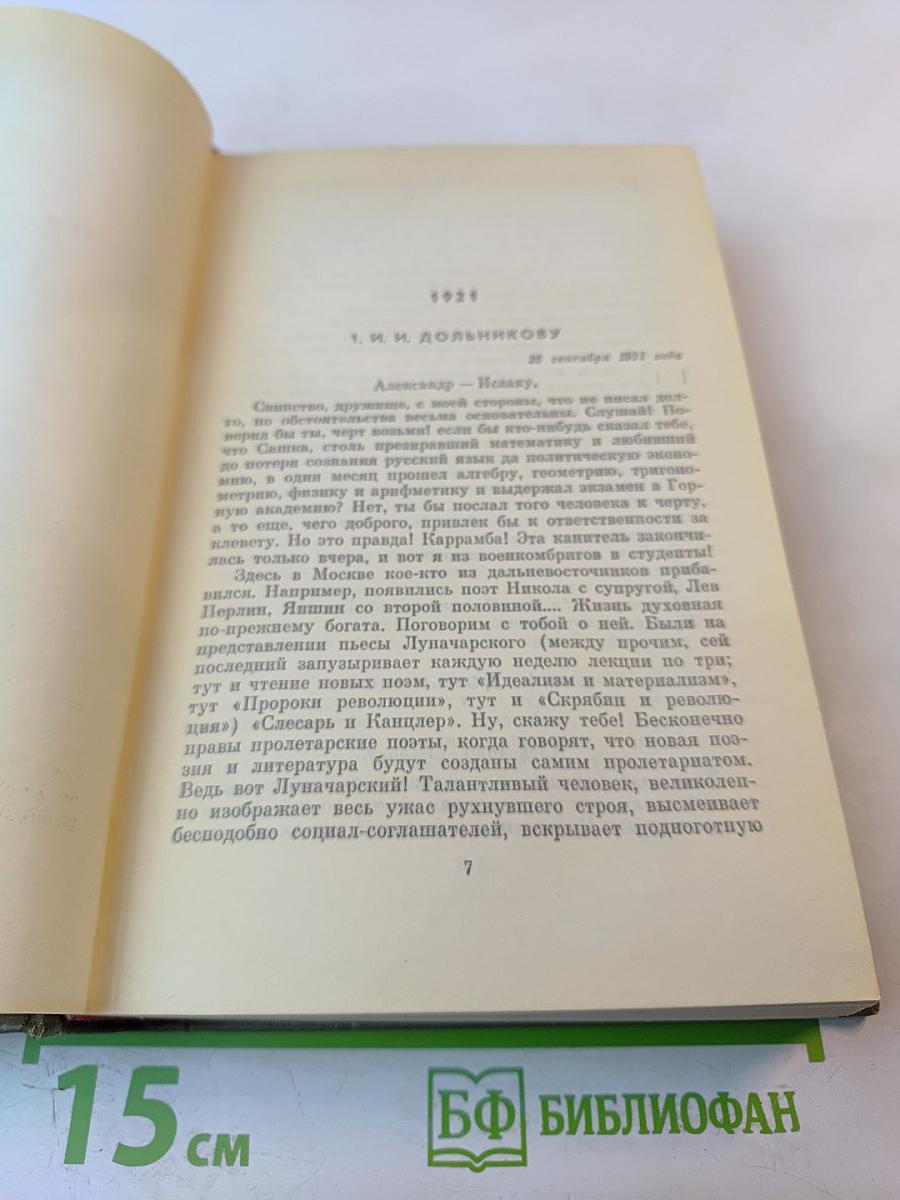 1921
1. И. И. ДОЛЬНИКОВУ
26 сентября 1921 года
Александр — Исааку.
Свинство, дружище, с моей стороны, что не писал дол-
го, но обстоятельства весьма основательны. Слушай! По-
верил бы ты, черт возьми! если бы кто-нибудь сказал тебе,
что Сашка, столь презиравший математику и любивший
до потери сознания русский язык да политическую эконо-
мию, в один месяц прошел алгебру, геометрию, тригоно-
метрию, физику и арифметику и выдержал экзамен в Гор-
ную академию? Нет, ты бы послал того человека к черту,
а то еще, чего доброго, привлек бы к ответственности за
клевету. Но это правда! Каррамба! Эта канитель закончи-
лась только вчера, и вот я из военкомбригов в студенты!
Здесь в Москве кое-кто из дальневосточников приба-
вился. Например, появились поэт Никола с супругой, Лев
Перлин, Яншин со второй половиной.... Жизнь духовная
по-прежнему богата. Поговорим с тобой о ней. Были на
представлении пьесы Луначарского (между прочим, сей
последний запузыривает каждую неделю лекции по три;
тут и чтение новых поэм, тут «Идеализм и материализм»,
тут «Пророки революции», тут и «Скрябин и револю-
ция») «Слесарь и Канцлер». Ну, скажу тебе! Бесконечно
правы пролетарские поэты, когда говорят, что новая поэ-
зия и литература будут созданы самим пролетариатом.
Ведь вот Луначарский! Талантливый человек, великолеп-
но изображает весь ужас рухнувшего строя, высмеивает
бесподобно социал-соглашателей, вскрывает подноготную
7
15 см
БФ БИБЛИОФАН